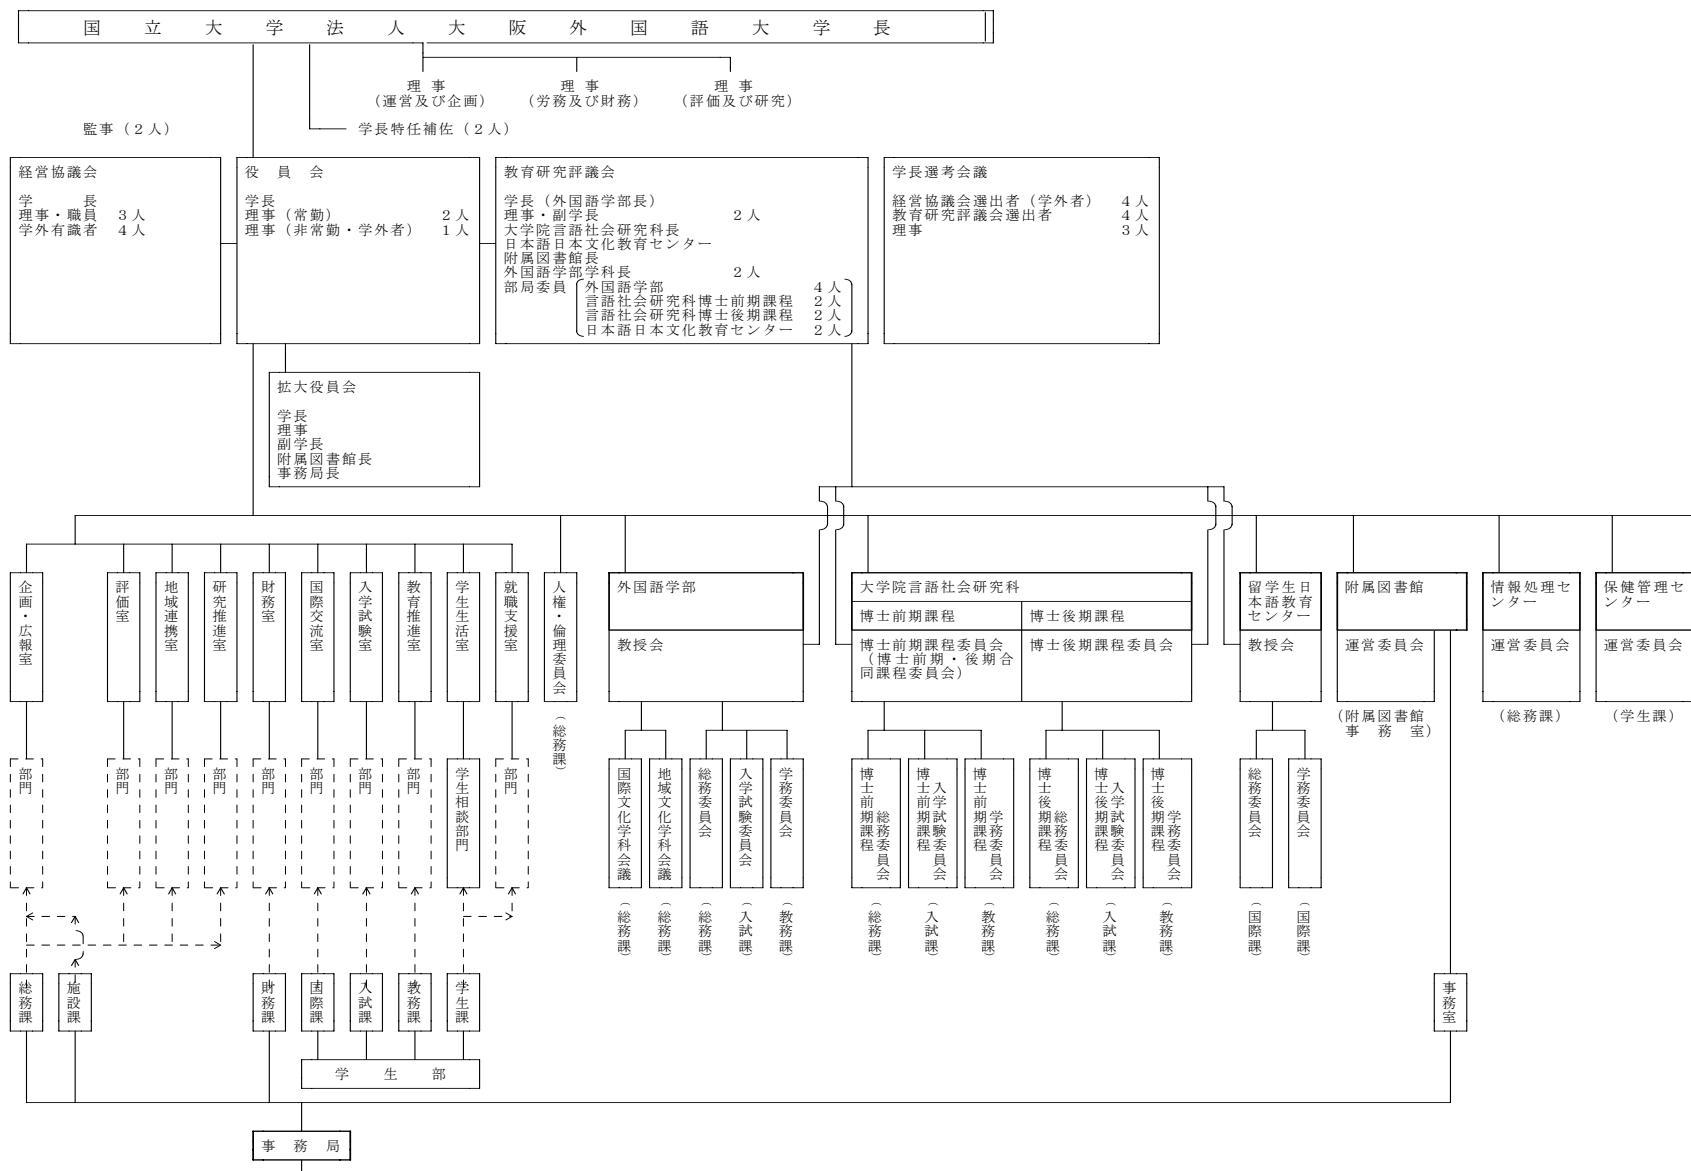 国立大学法人大阪外国語大学長
理事
（運営及び企画）
理事
（労務及び財務）
理事
（評価及び研究）
監事（２人）
学長特任補佐（２人）
経営協議会
学　　　長
理事・職員　３人
学外有識者　４人
役　員　会
学長
理事（常勤）　２人
理事（非常勤・学外者）　１人
教育研究評議会
学長（外国語学部長）
理事・副学長　２人
大学院言語社会研究科長
日本語日本文化教育センター
附属図書館長
外国語学部学科長　２人
部局委員　外国語学部　４人
言語社会研究科博士前期課程　２人
言語社会研究科博士後期課程　２人
日本語日本文化教育センター　２人
学長選考会議
経営協議会選出者（学外者）　４人
教育研究評議会選出者　４人
理事　３人
拡大役員会
学長
理事
副学長
附属図書館長
事務局長
企画・広報室
評価室
地域連携室
研究推進室
財務室
国際交流室
入学試験室
教育推進室
学生生活室
就職支援室
人権・倫理委員会
（総務課）
外国語学部
教授会
大学院言語社会研究科
博士前期課程
博士後期課程
博士前期課程委員会
（博士前期・後期合
同課程委員会）
博士後期課程委員会
留学生日
本語教育
センター
教授会
附属図書館
運営委員会
（附属図書館
事　務　室）
情報処理セ
ンター
運営委員会
（総務課）
保健管理セ
ンター
運営委員会
（学生課）
部門
部門
部門
部門
部門
部門
部門
部門
学生相談部門
部門
国際文化学科会議
地域文化学科会議
総務委員会
入学試験委員会
学務委員会
博士前期課程
総務委員会
博士前期課程
入学試験委員会
博士前期課程
学務委員会
博士後期課程
総務委員会
博士後期課程
入学試験委員会
博士後期課程
学務委員会
総務委員会
学務委員会
（総務課）
（総務課）
（総務課）
（入試課）
（教務課）
（総務課）
（入試課）
（教務課）
（総務課）
（入試課）
（教務課）
（国際課）
（国際課）
総務課
施設課
財務課
国際課
入試課
教務課
学生課
事務室
学　生　部
事　務　局